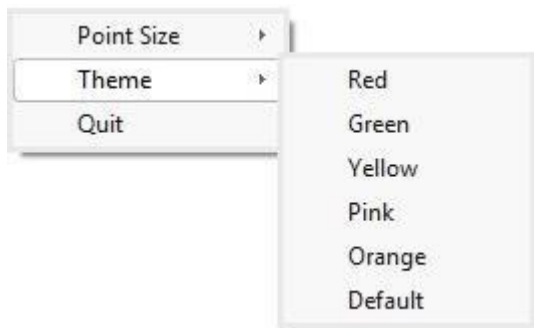 Point Size
Theme
Quit
Red
Green
Yellow
Pink
Orange
Default